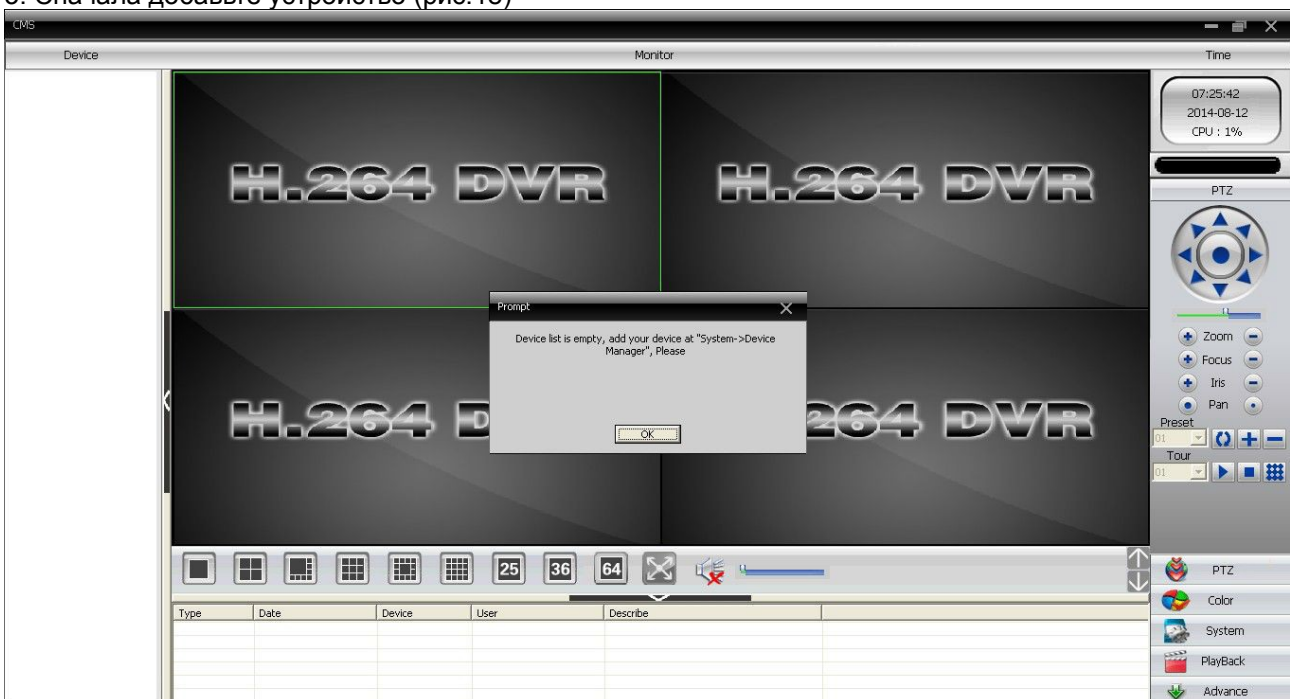 3. Сначала добавьте устройство (рис.18)
CMS
Device
Monitor
Time
H.264 DVR
H.264 DVR
07:25:42
2014-08-12
CPU : 1%
PTZ
Prompt
Device list is empty, add your device at "System->Device
Manager", Please
OK
H.264 D
264 DVR
Zoom
Focus
Iris
Pan
Preset
01
Tour
01
25
36
64
PTZ
Color
System
PlayBack
Advance
Type
Date
Device
User
Describe